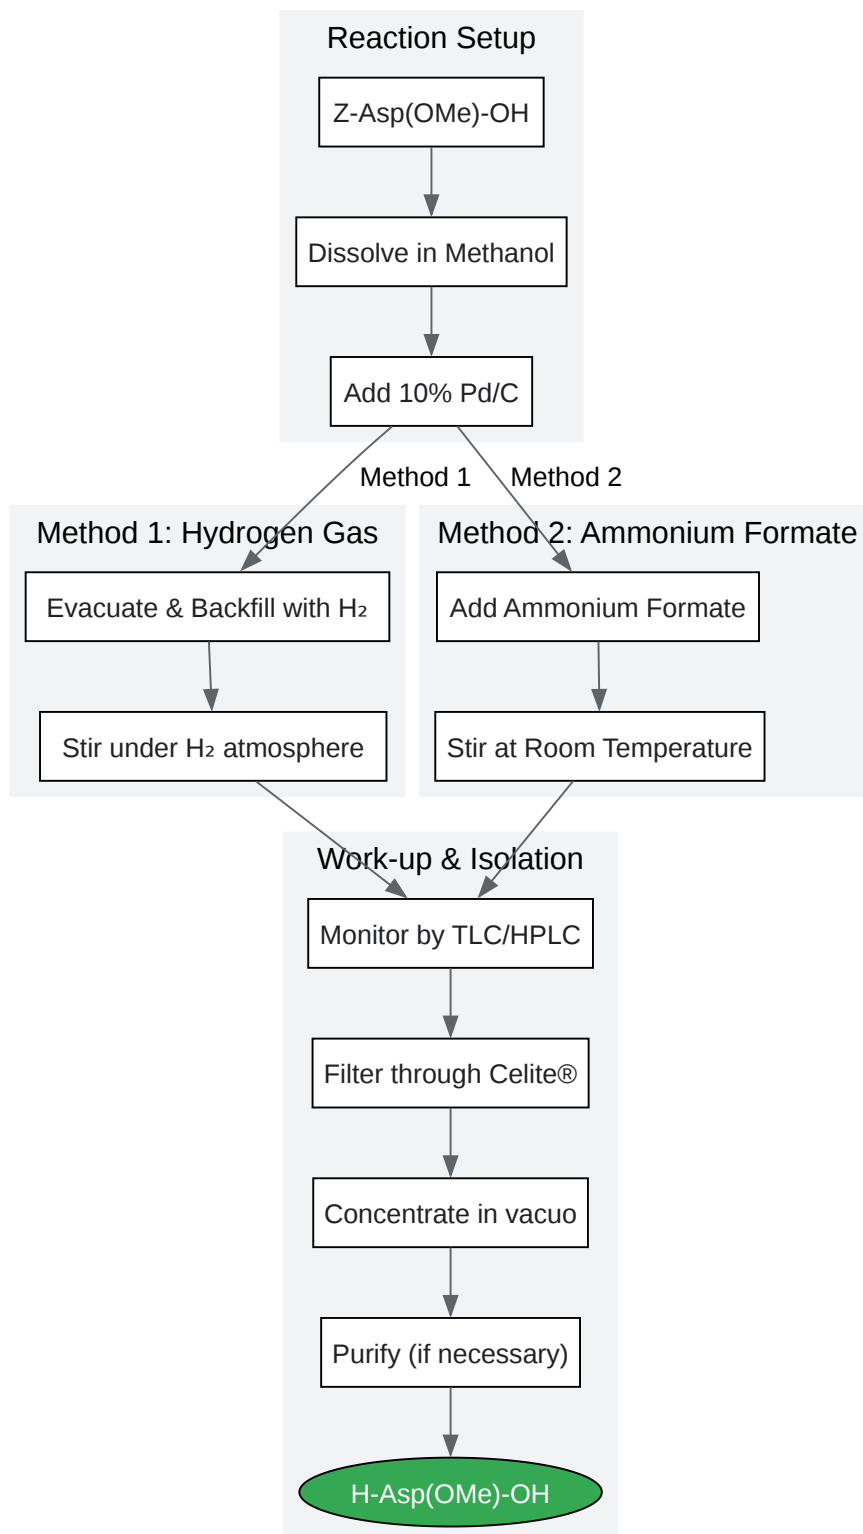 Reaction Setup
Z-Asp(OMe)-OH
Dissolve in Methanol
Add 10% Pd/C
Method 1
Method 2
Method 1: Hydrogen Gas
Method 2: Ammonium Formate
Evacuate & Backfill with H₂
Add Ammonium Formate
Stir under H₂ atmosphere
Stir at Room Temperature
Work-up & Isolation
Monitor by TLC/HPLC
Filter through Celite®
Concentrate in vacuo
Purify (if necessary)
H-Asp(OMe)-OH